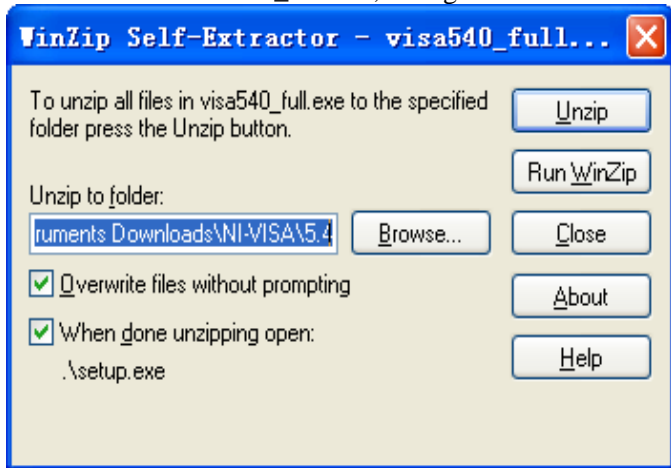 WinZip Self-Extractor - visa540_full...
To unzip all files in visa540_full.exe to the specified
folder press the Unzip button.
Unzip to folder:
ruments Downloads\NI-VISA\5.4
Browse...
Overwrite files without prompting
When done unzipping open:
.\setup.exe
Unzip
Run WinZip
Close
About
Help